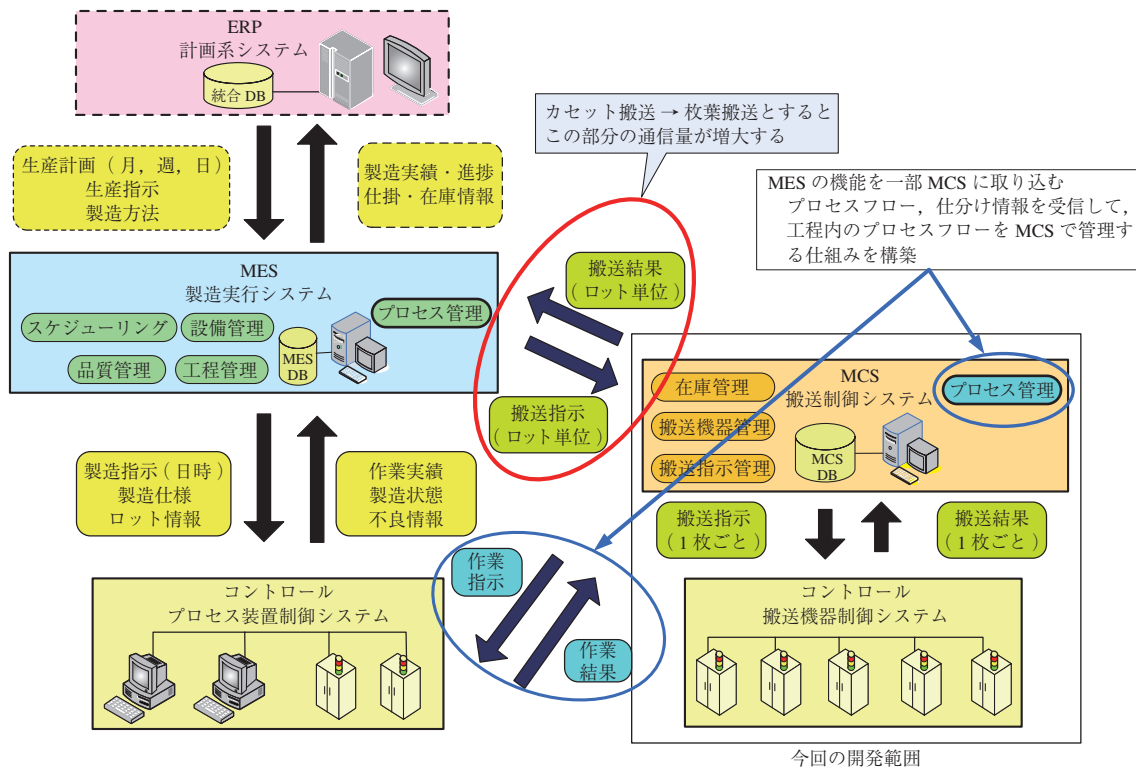 ERP
計画系システム
統合 DB
カセット搬送 → 枚葉搬送とすると
この部分の通信量が増大する
生産計画 ( 月，週，日 )
生産指示
製造方法
製造実績・進捗
仕掛・在庫情報
MES の機能を一部 MCS に取り込む
プロセスフロー，仕分け情報を受信して，
工程内のプロセスフローを MCS で管理す
る仕組みを構築
MES
製造実行システム
スケジューリング
設備管理
プロセス管理
品質管理
工程管理
MES
DB
搬送結果
( ロット単位 )
搬送指示
( ロット単位 )
MCS
搬送制御システム
在庫管理
プロセス管理
搬送機器管理
搬送指示管理
MCS
DB
製造指示 ( 日時 )
製造仕様
ロット情報
作業実績
製造状態
不良情報
搬送指示
( 1 枚ごと )
搬送結果
( 1 枚ごと )
作業
指示
作業
結果
コントロール
プロセス装置制御システム
コントロール
搬送機器制御システム
今回の開発範囲